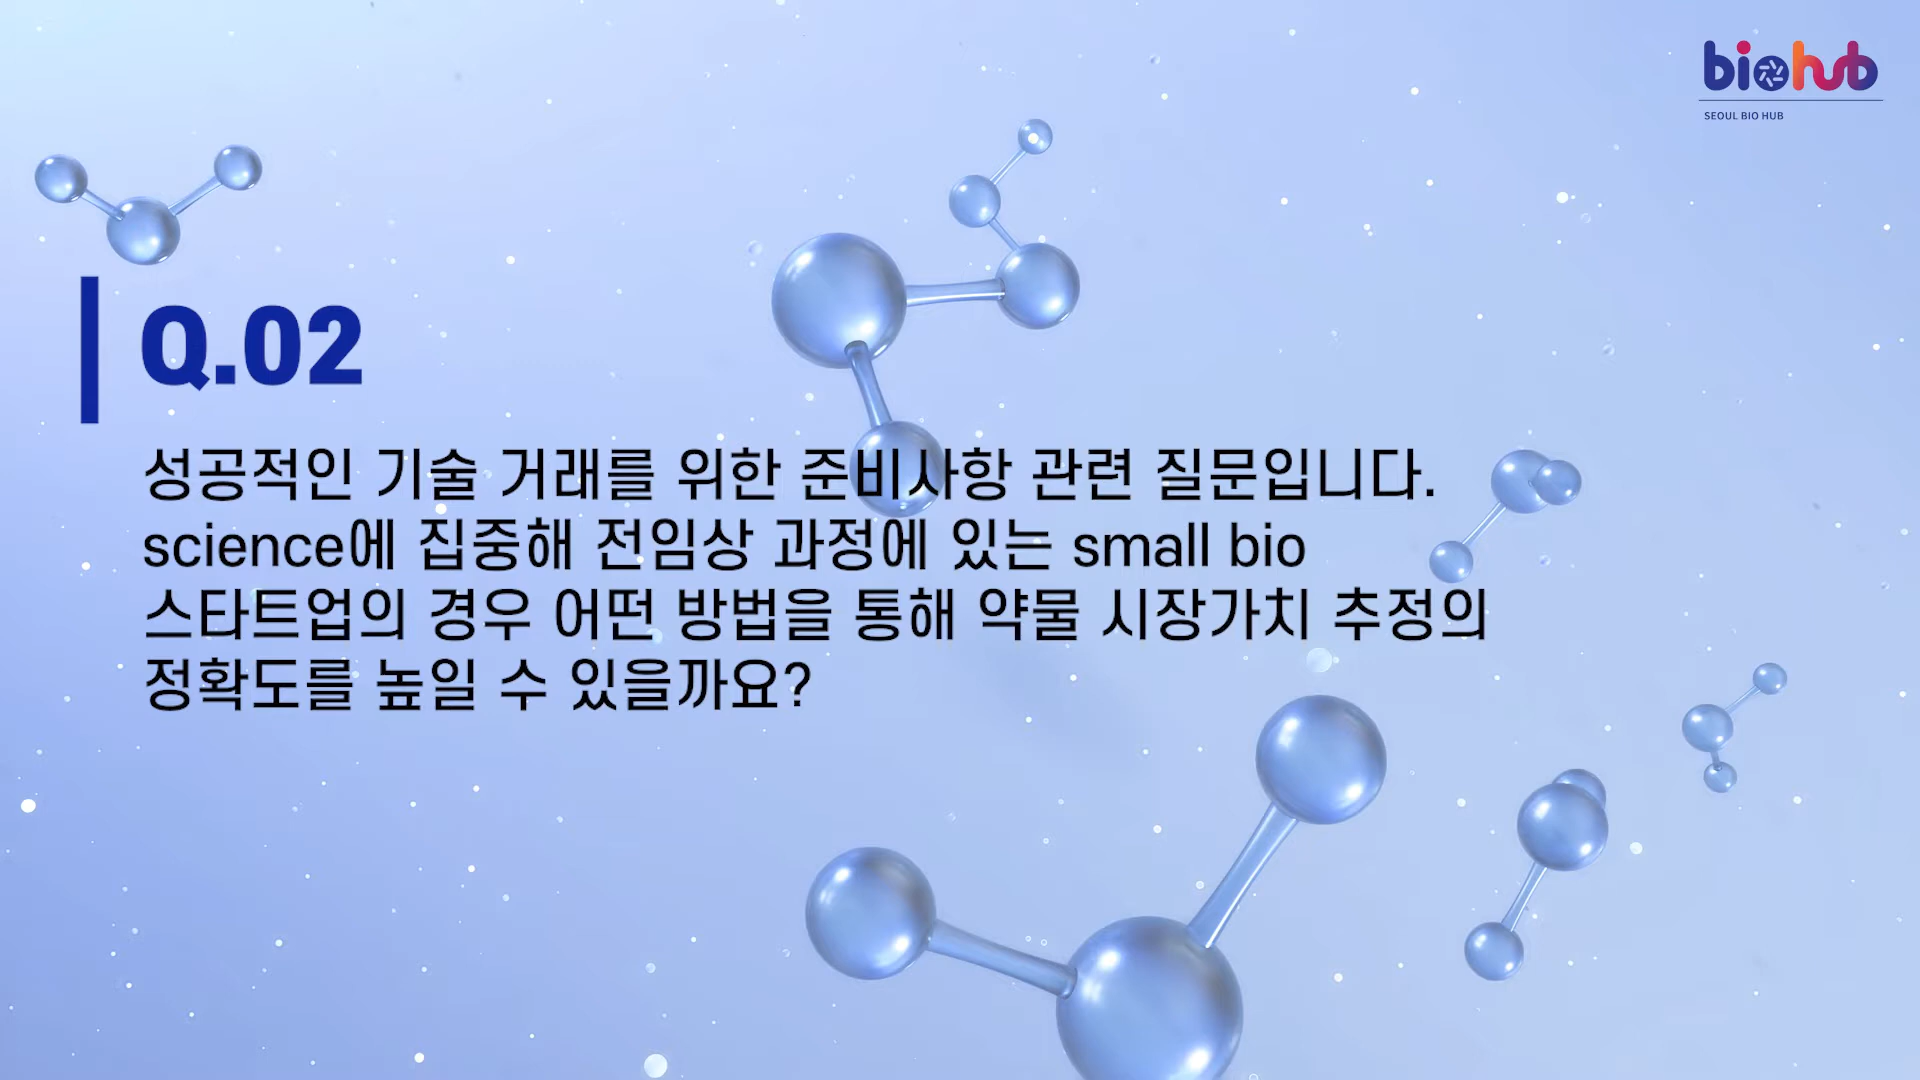 biohub
SEOUL BIO HUB
Q.02
성공적인 기술 거래를 위한 준비사항 관련 질문입니다.
science에 집중해 전임상 과정에 있는 small bio
스타트업의 경우 어떤 방법을 통해 약물 시장가치 추정의
정확도를 높일 수 있을까요?